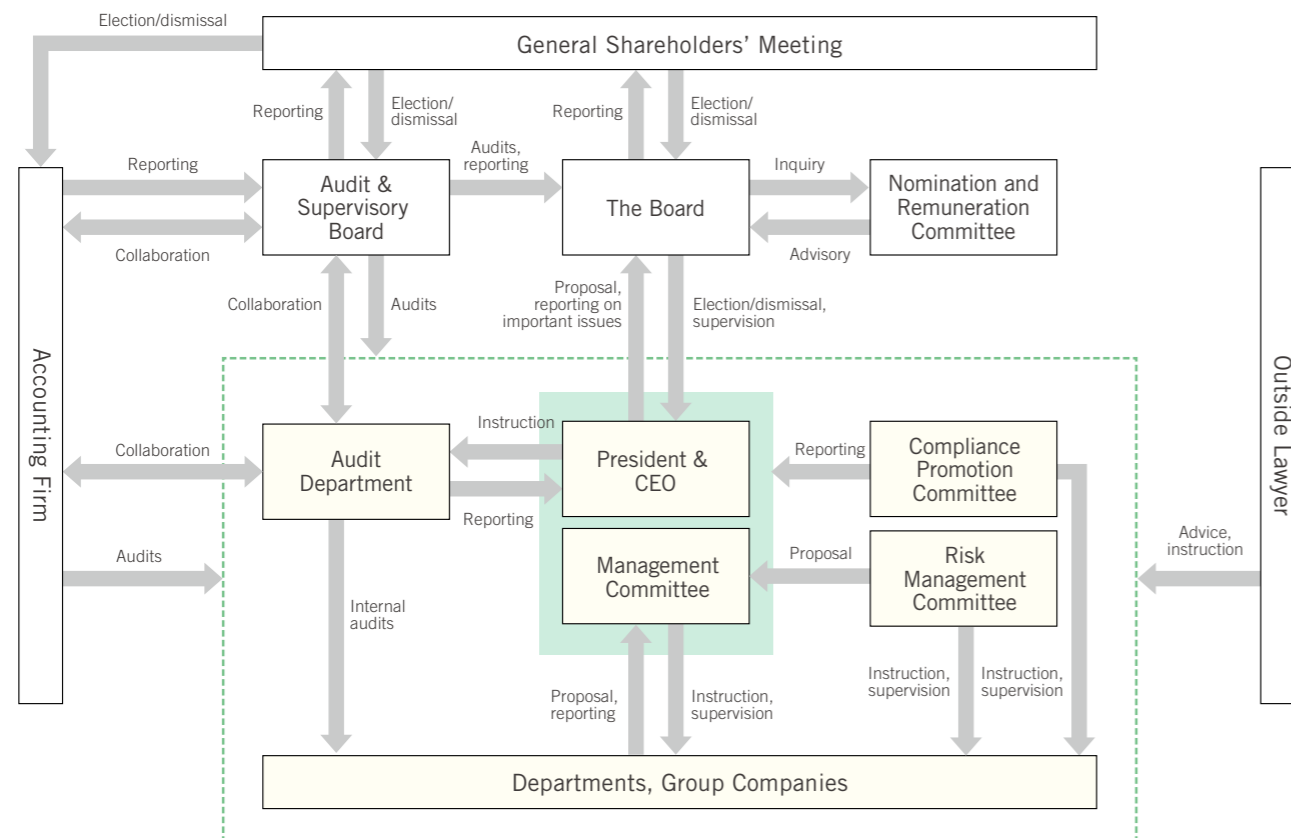 Election/dismissal
General Shareholders’ Meeting
Reporting
Election/
dismissal
Reporting
Election/
dismissal
Reporting
Audits,
reporting
Inquiry
Audit &
Supervisory
Board
The Board
Nomination and
Remuneration
Committee
Collaboration
Advisory
Collaboration
Audits
Proposal,
reporting on
important issues
Election/dismissal,
supervision
Accounting Firm
Outside Lawyer
Collaboration
Audit
Department
Instruction
Reporting
President &
CEO
Reporting
Compliance
Promotion
Committee
Audits
Internal
audits
Management
Committee
Proposal
Risk
Management
Committee
Advice,
instruction
Proposal,
reporting
Instruction,
supervision
Instruction,
supervision
Instruction,
supervision
Departments, Group Companies